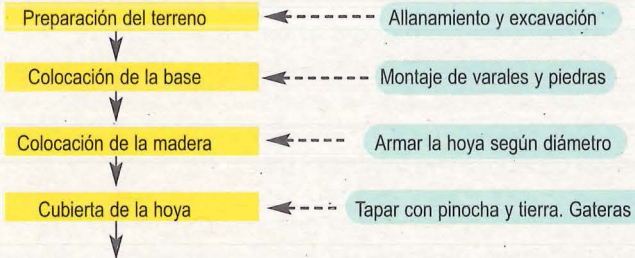 Preparación del terreno
Allanamiento y excavación
Colocación de la base
Montaje de varales y piedras
Colocación de la madera
Armar la hoya según diámetro
Cubierta de la hoya
Tapar con pinocha y tierra. Gateras